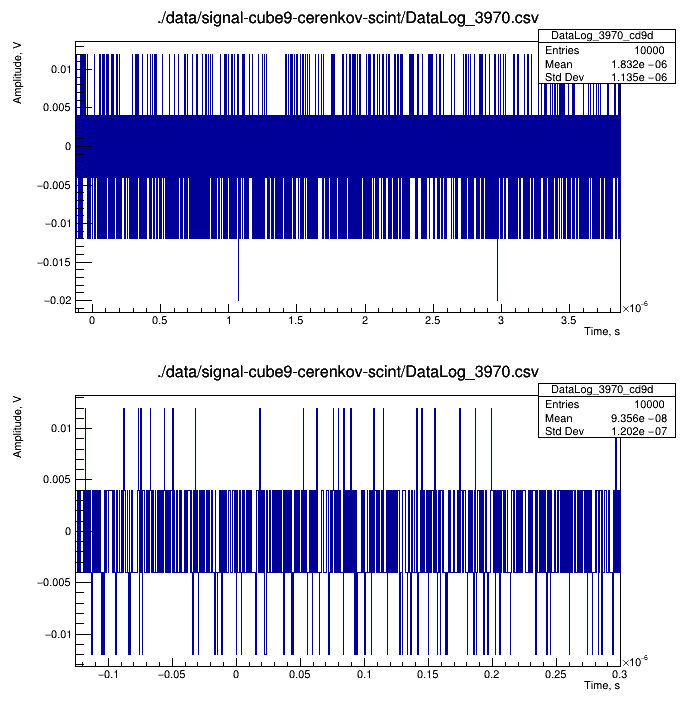 ./data/signal-cube9-cerenkov-scint/DataLog_3970.csv
DataLog_3970_cd9d
Entries 10000
Mean 1.832e −06
Std Dev 1.135e −06
Amplitude, V
0.01
0.005
0
−0.005
−0.01
−0.015
−0.02
0 0.5 1 1.5 2 2.5 3 3.5
×10⁻⁶
Time, s
./data/signal-cube9-cerenkov-scint/DataLog_3970.csv
DataLog_3970_cd9d
Entries 10000
Mean 9.356e −08
Std Dev 1.202e −07
Amplitude, V
0.01
0.005
0
−0.005
−0.01
−0.1 −0.05 0 0.05 0.1 0.15 0.2 0.25 0.3
×10⁻⁶
Time, s